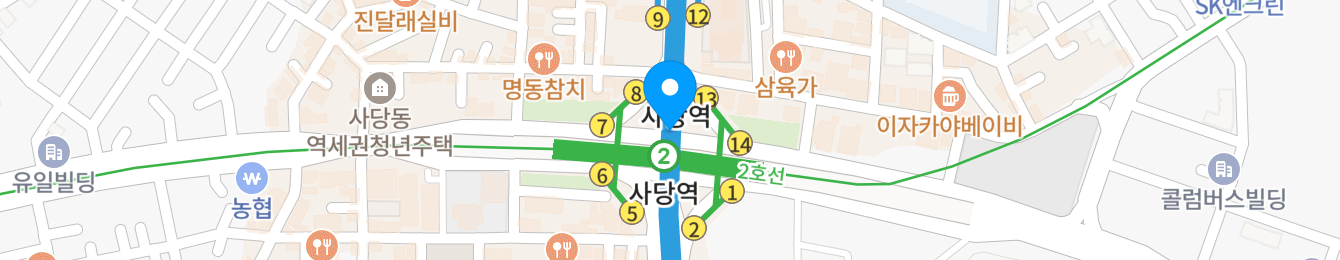 SK엔크린
진달래실비
9
12
명동참치
삼육가
8
13
사당역
이자카야베이비
사당동
역세권청년주택
7
14
2
유일빌딩
2호선
농협
6
사당역
1
콜럼버스빌딩
5
2